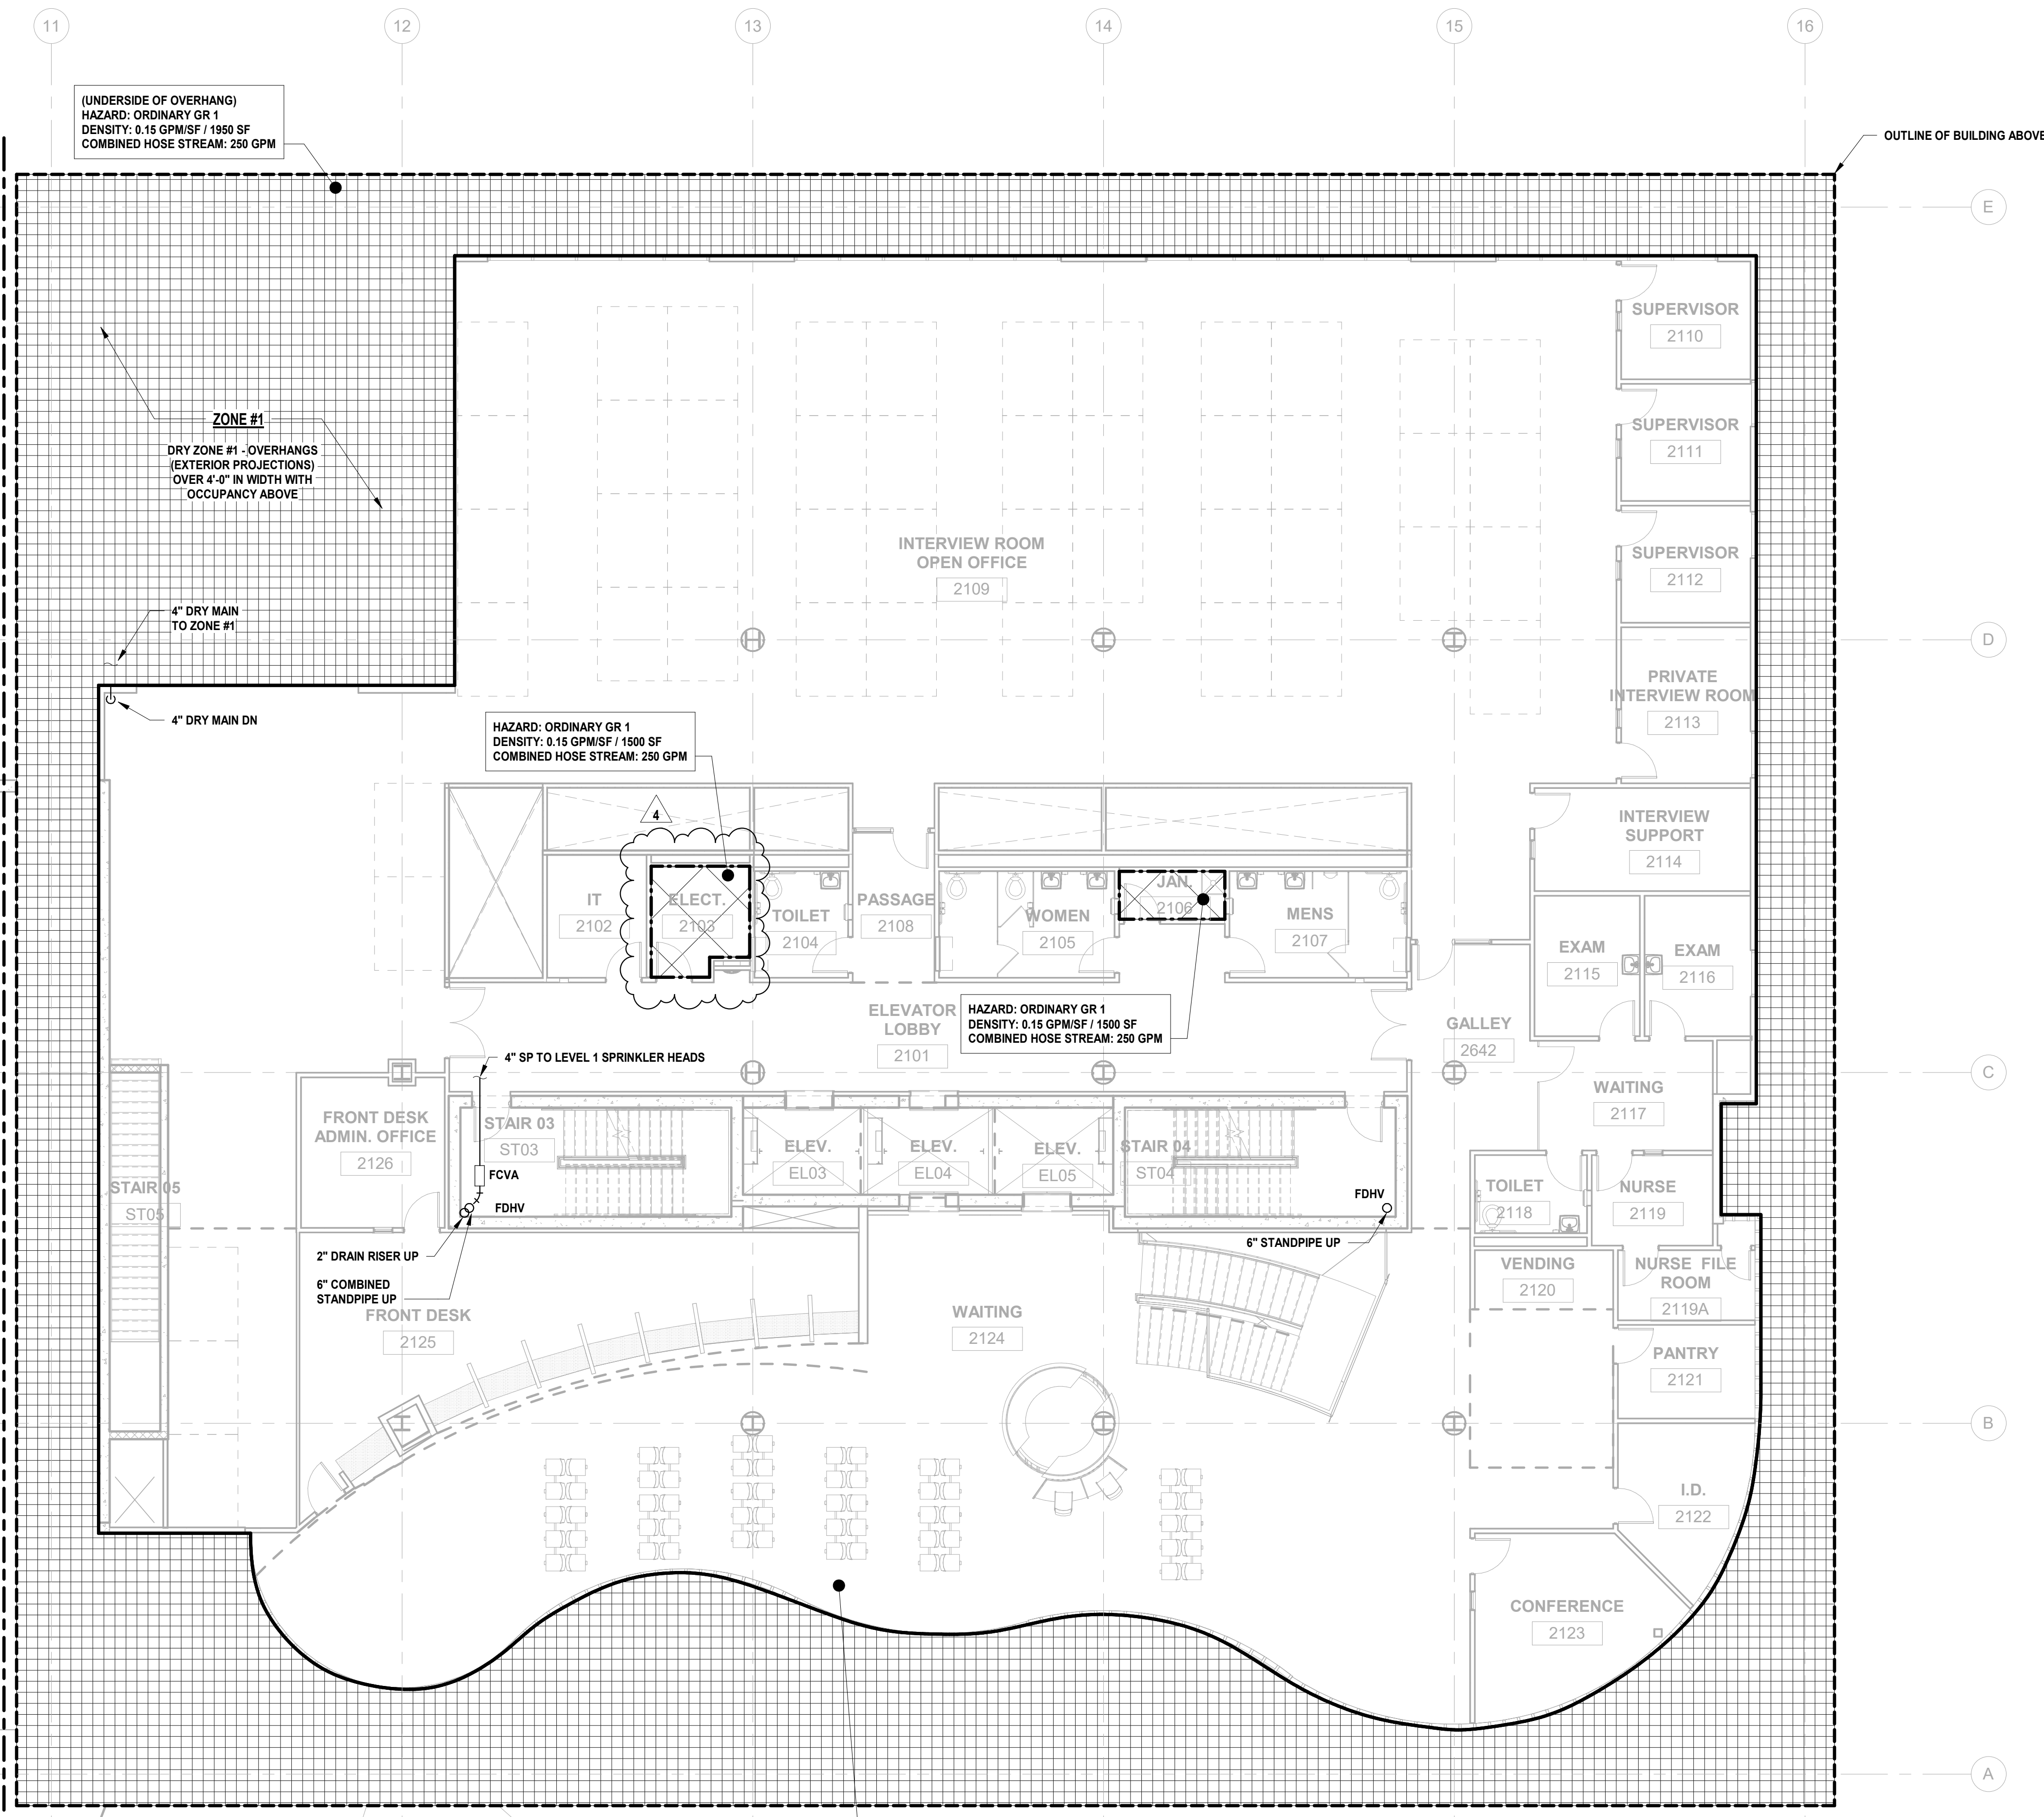 11
12
13
14
15
16
(UNDERSIDE OF OVERHANG)
HAZARD: ORDINARY GR 1
DENSITY: 0.15 GPM/SF / 1950 SF
COMBINED HOSE STREAM: 250 GPM
OUTLINE OF BUILDING ABOVE
E
SUPERVISOR
2110
ZONE #1
DRY ZONE #1 - OVERHANGS
(EXTERIOR PROJECTIONS)
OVER 4'-0" IN WIDTH WITH
OCCUPANCY ABOVE
SUPERVISOR
2111
INTERVIEW ROOM
OPEN OFFICE
2109
SUPERVISOR
2112
4" DRY MAIN
TO ZONE #1
D
4" DRY MAIN DN
PRIVATE
INTERVIEW ROOM
2113
HAZARD: ORDINARY GR 1
DENSITY: 0.15 GPM/SF / 1500 SF
COMBINED HOSE STREAM: 250 GPM
4
INTERVIEW
SUPPORT
2114
IT
2102
ELECT.
2103
TOILET
2104
PASSAGE
2108
WOMEN
2105
JAN.
2106
MENS
2107
EXAM
2115
EXAM
2116
ELEVATOR
LOBBY
2101
HAZARD: ORDINARY GR 1
DENSITY: 0.15 GPM/SF / 1500 SF
COMBINED HOSE STREAM: 250 GPM
GALLEY
2642
4" SP TO LEVEL 1 SPRINKLER HEADS
C
WAITING
2117
FRONT DESK
ADMIN. OFFICE
2126
STAIR 03
ST03
FCVA
FDHV
ELEV.
EL03
ELEV.
EL04
ELEV.
EL05
STAIR 04
ST04
FDHV
6" STANDPIPE UP
STAIR 05
ST05
TOILET
2118
NURSE
2119
2" DRAIN RISER UP
6" COMBINED
STANDPIPE UP
FRONT DESK
2125
WAITING
2124
VENDING
2120
NURSE FILE
ROOM
2119A
PANTRY
2121
B
I.D.
2122
CONFERENCE
2123
A